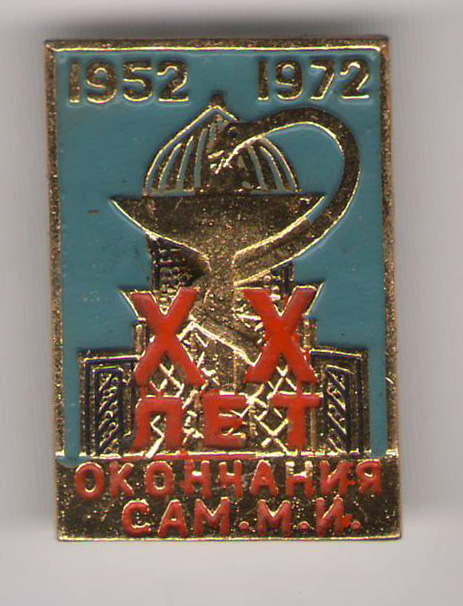 1952 1972
XX
ЛЕТ
ОКОНЧАНИЯ
САМ.М.И.